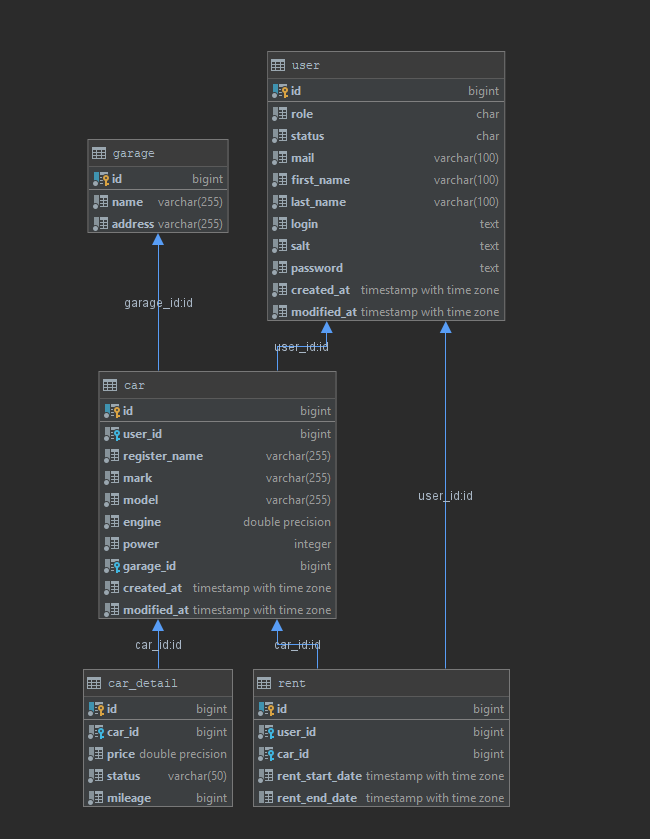 user
id bigint
role char
status char
mail varchar(100)
first_name varchar(100)
last_name varchar(100)
login text
salt text
password text
created_at timestamp with time zone
modified_at timestamp with time zone
garage
id bigint
name varchar(255)
address varchar(255)
garage_id:id
user_id:id
user_id:id
car
id bigint
user_id bigint
register_name varchar(255)
mark varchar(255)
model varchar(255)
engine double precision
power integer
garage_id bigint
created_at timestamp with time zone
modified_at timestamp with time zone
car_id:id
car_id:id
car_detail
id bigint
car_id bigint
price double precision
status varchar(50)
mileage bigint
rent
id bigint
user_id bigint
car_id bigint
rent_start_date timestamp with time zone
rent_end_date timestamp with time zone